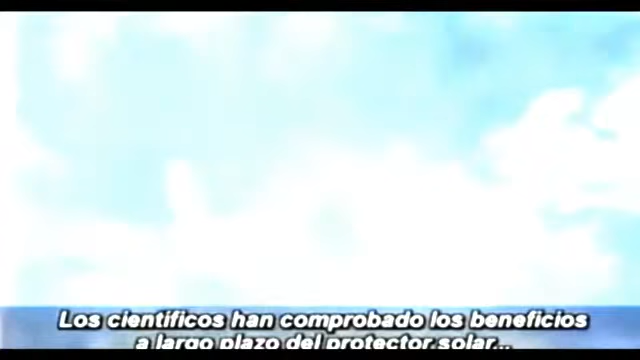 Los científicos han comprobado los beneficios
a largo plazo del protector solar...